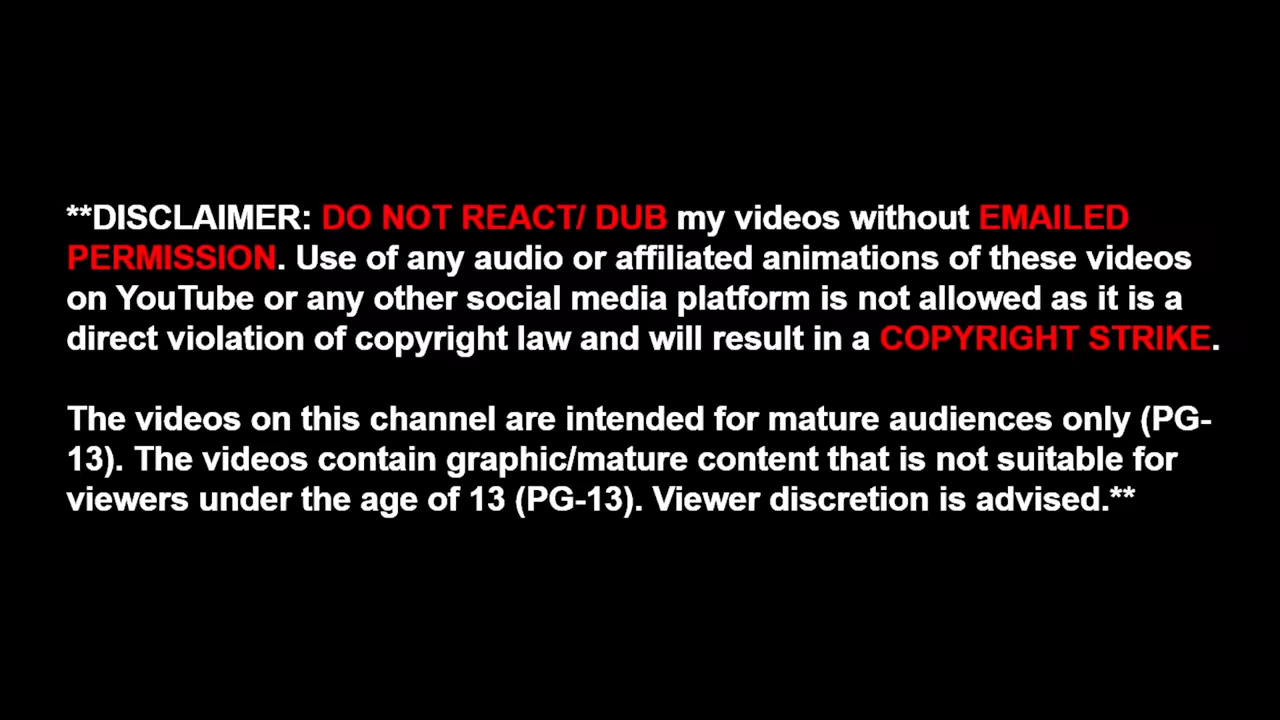 **DISCLAIMER: DO NOT REACT/ DUB my videos without EMAILED
PERMISSION. Use of any audio or affiliated animations of these videos
on YouTube or any other social media platform is not allowed as it is a
direct violation of copyright law and will result in a COPYRIGHT STRIKE.
The videos on this channel are intended for mature audiences only (PG-
13). The videos contain graphic/mature content that is not suitable for
viewers under the age of 13 (PG-13). Viewer discretion is advised.**